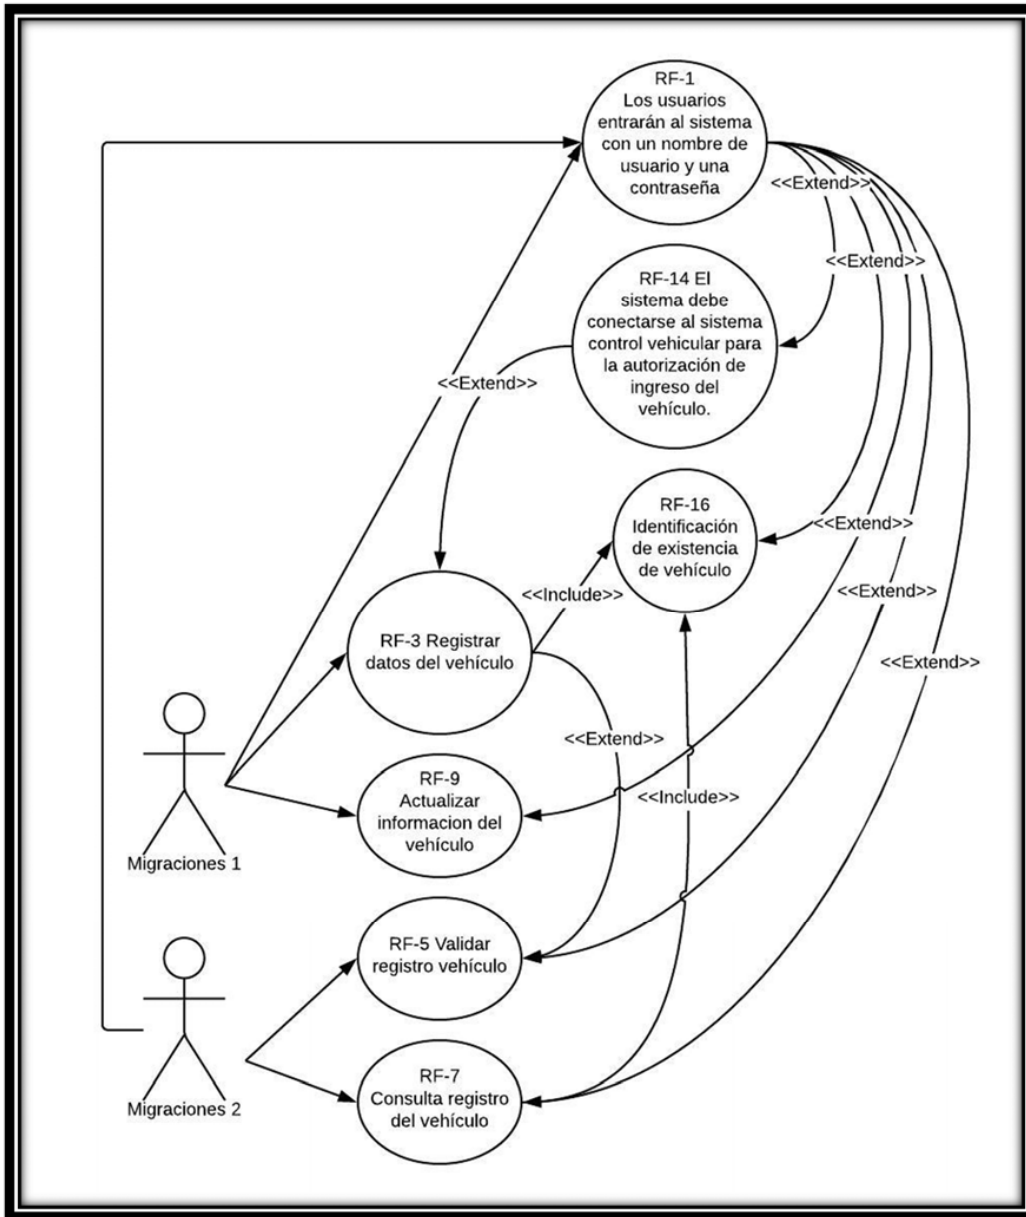 RF-1
Los usuarios
entrarán al sistema
con un nombre de
usuario y una
contraseña
<<Extend>>
<<Extend>>
RF-14 El
sistema debe
conectarse al sistema
control vehicular para
la autorización de
ingreso del
vehículo.
<<Extend>>
RF-16
Identificación
de existencia
de vehículo
<<Extend>>
<<Include>>
<<Extend>>
RF-3 Registrar
datos del vehículo
<<Extend>>
<<Extend>>
RF-9
Actualizar
informacion del
vehículo
<<Include>>
Migraciones 1
RF-5 Validar
registro vehículo
RF-7
Consulta registro
del vehículo
Migraciones 2